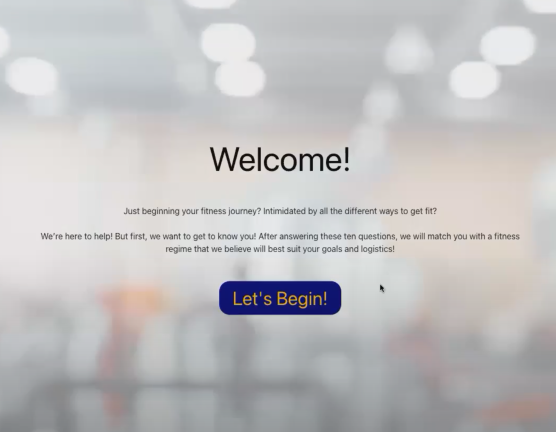 Welcome!
Just beginning your fitness journey? Intimidated by all the different ways to get fit?
We're here to help! But first, we want to get to know you! After answering these ten questions, we will match you with a fitness
regime that we believe will best suit your goals and logistics!
Let's Begin!